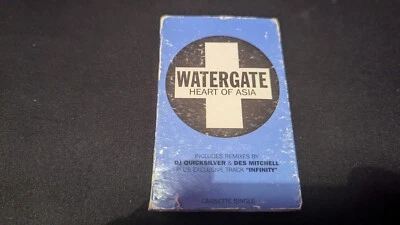 WATERGATE
HEART OF ASIA
INCLUDES REMIXES BY
DJ QUICKSILVER & DES MITCHELL
PLUS EXCLUSIVE TRACK "INFINITY"
CASSETTE SINGLE